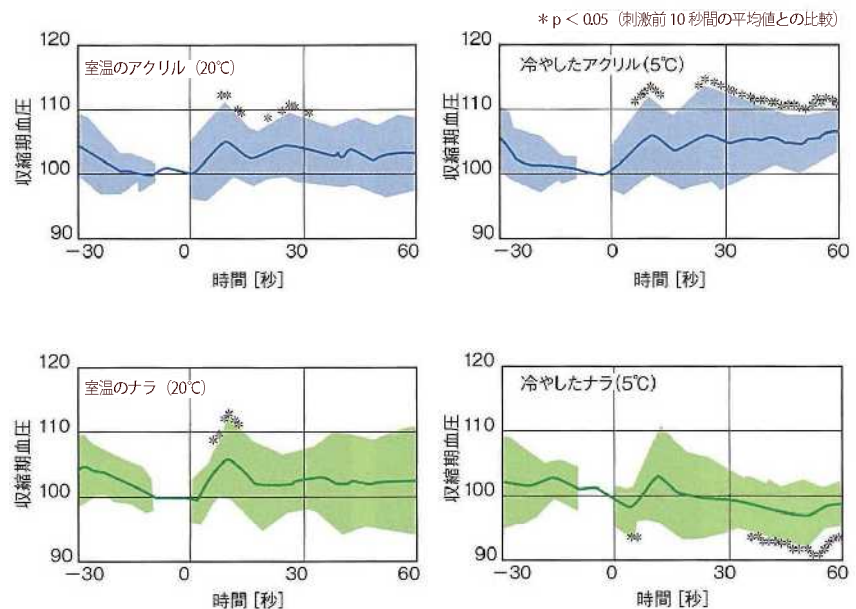 ＊p ＜ 0.05（刺激前 10 秒間の平均値との比較）
120
110
100
90
収縮期血圧
室温のアクリル（20℃）
** ** * **** *
−30 0 30 60
時間［秒］
120
110
100
90
収縮期血圧
冷やしたアクリル(5℃)
−30 0 30 60
時間［秒］
120
110
100
90
収縮期血圧
室温のナラ（20℃）
−30 0 30 60
時間［秒］
120
110
100
90
収縮期血圧
冷やしたナラ(5℃)
−30 0 30 60
時間［秒］